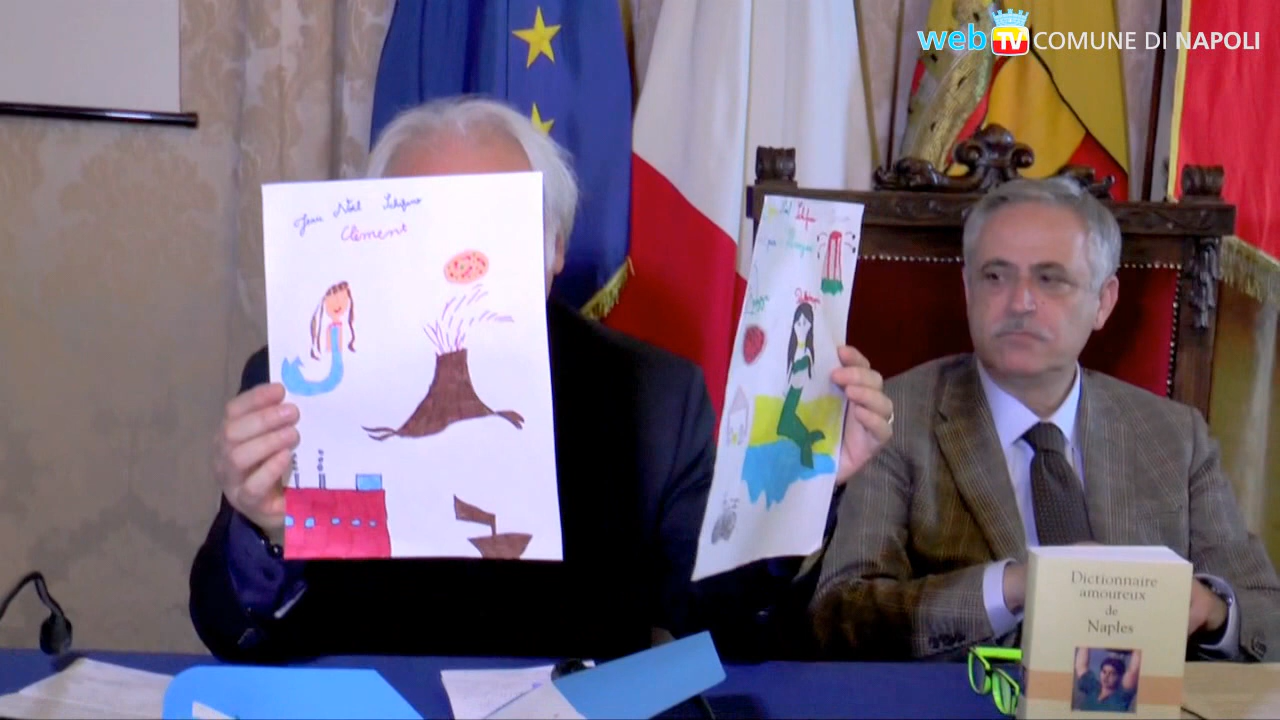 web TV COMUNE DI NAPOLI
Jean Noël Schifano
Clément
Dictionnaire
amoureux
de
Naples